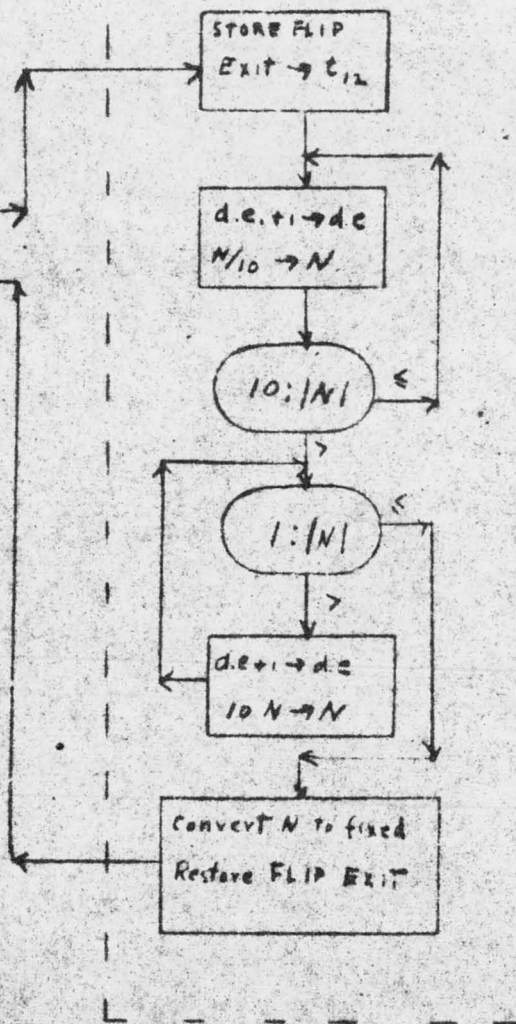 STORE FLIP
Exit → t₁₂
d.e.+1→d.e
N/10 → N
10:|N|
≤
>
1:|N|
≤
>
d.e+1→d.e
10 N→N
Convert N to fixed
Restore FLIP EXIT